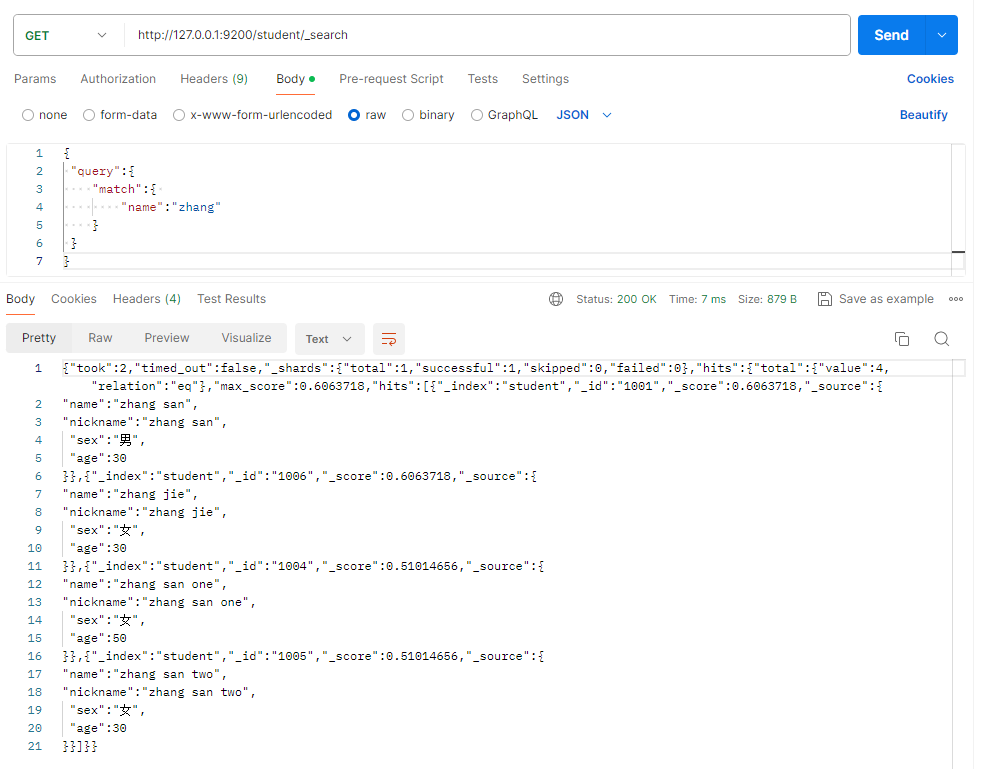 GET http://127.0.0.1:9200/student/_search Send
Params Authorization Headers (9) Body Pre-request Script Tests Settings Cookies
none form-data x-www-form-urlencoded raw binary GraphQL JSON Beautify
1 {
2 "query":{
3 "match":{
4 "name":"zhang"
5 }
6 }
7 }
Body Cookies Headers (4) Test Results Status: 200 OK Time: 7 ms Size: 879 B Save as example
Pretty Raw Preview Visualize Text
1 {"took":2,"timed_out":false,"_shards":{"total":1,"successful":1,"skipped":0,"failed":0},"hits":{"total":{"value":4,
"relation":"eq"},"max_score":0.6063718,"hits":[{"_index":"student","_id":"1001","_score":0.6063718,"_source":{
2 "name":"zhang san",
3 "nickname":"zhang san",
4 "sex":"男",
5 "age":30
6 }},{"_index":"student","_id":"1006","_score":0.6063718,"_source":{
7 "name":"zhang jie",
8 "nickname":"zhang jie",
9 "sex":"女",
10 "age":30
11 }},{"_index":"student","_id":"1004","_score":0.51014656,"_source":{
12 "name":"zhang san one",
13 "nickname":"zhang san one",
14 "sex":"女",
15 "age":50
16 }},{"_index":"student","_id":"1005","_score":0.51014656,"_source":{
17 "name":"zhang san two",
18 "nickname":"zhang san two",
19 "sex":"女",
20 "age":30
21 }}]}}